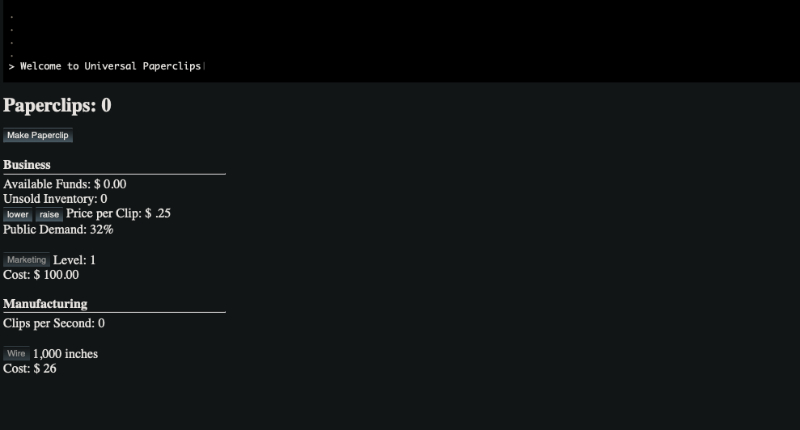 .
.
.
.
> Welcome to Universal Paperclips
Paperclips: 0
Make Paperclip
Business
Available Funds: $ 0.00
Unsold Inventory: 0
lower raise Price per Clip: $ .25
Public Demand: 32%
Marketing Level: 1
Cost: $ 100.00
Manufacturing
Clips per Second: 0
Wire 1,000 inches
Cost: $ 26